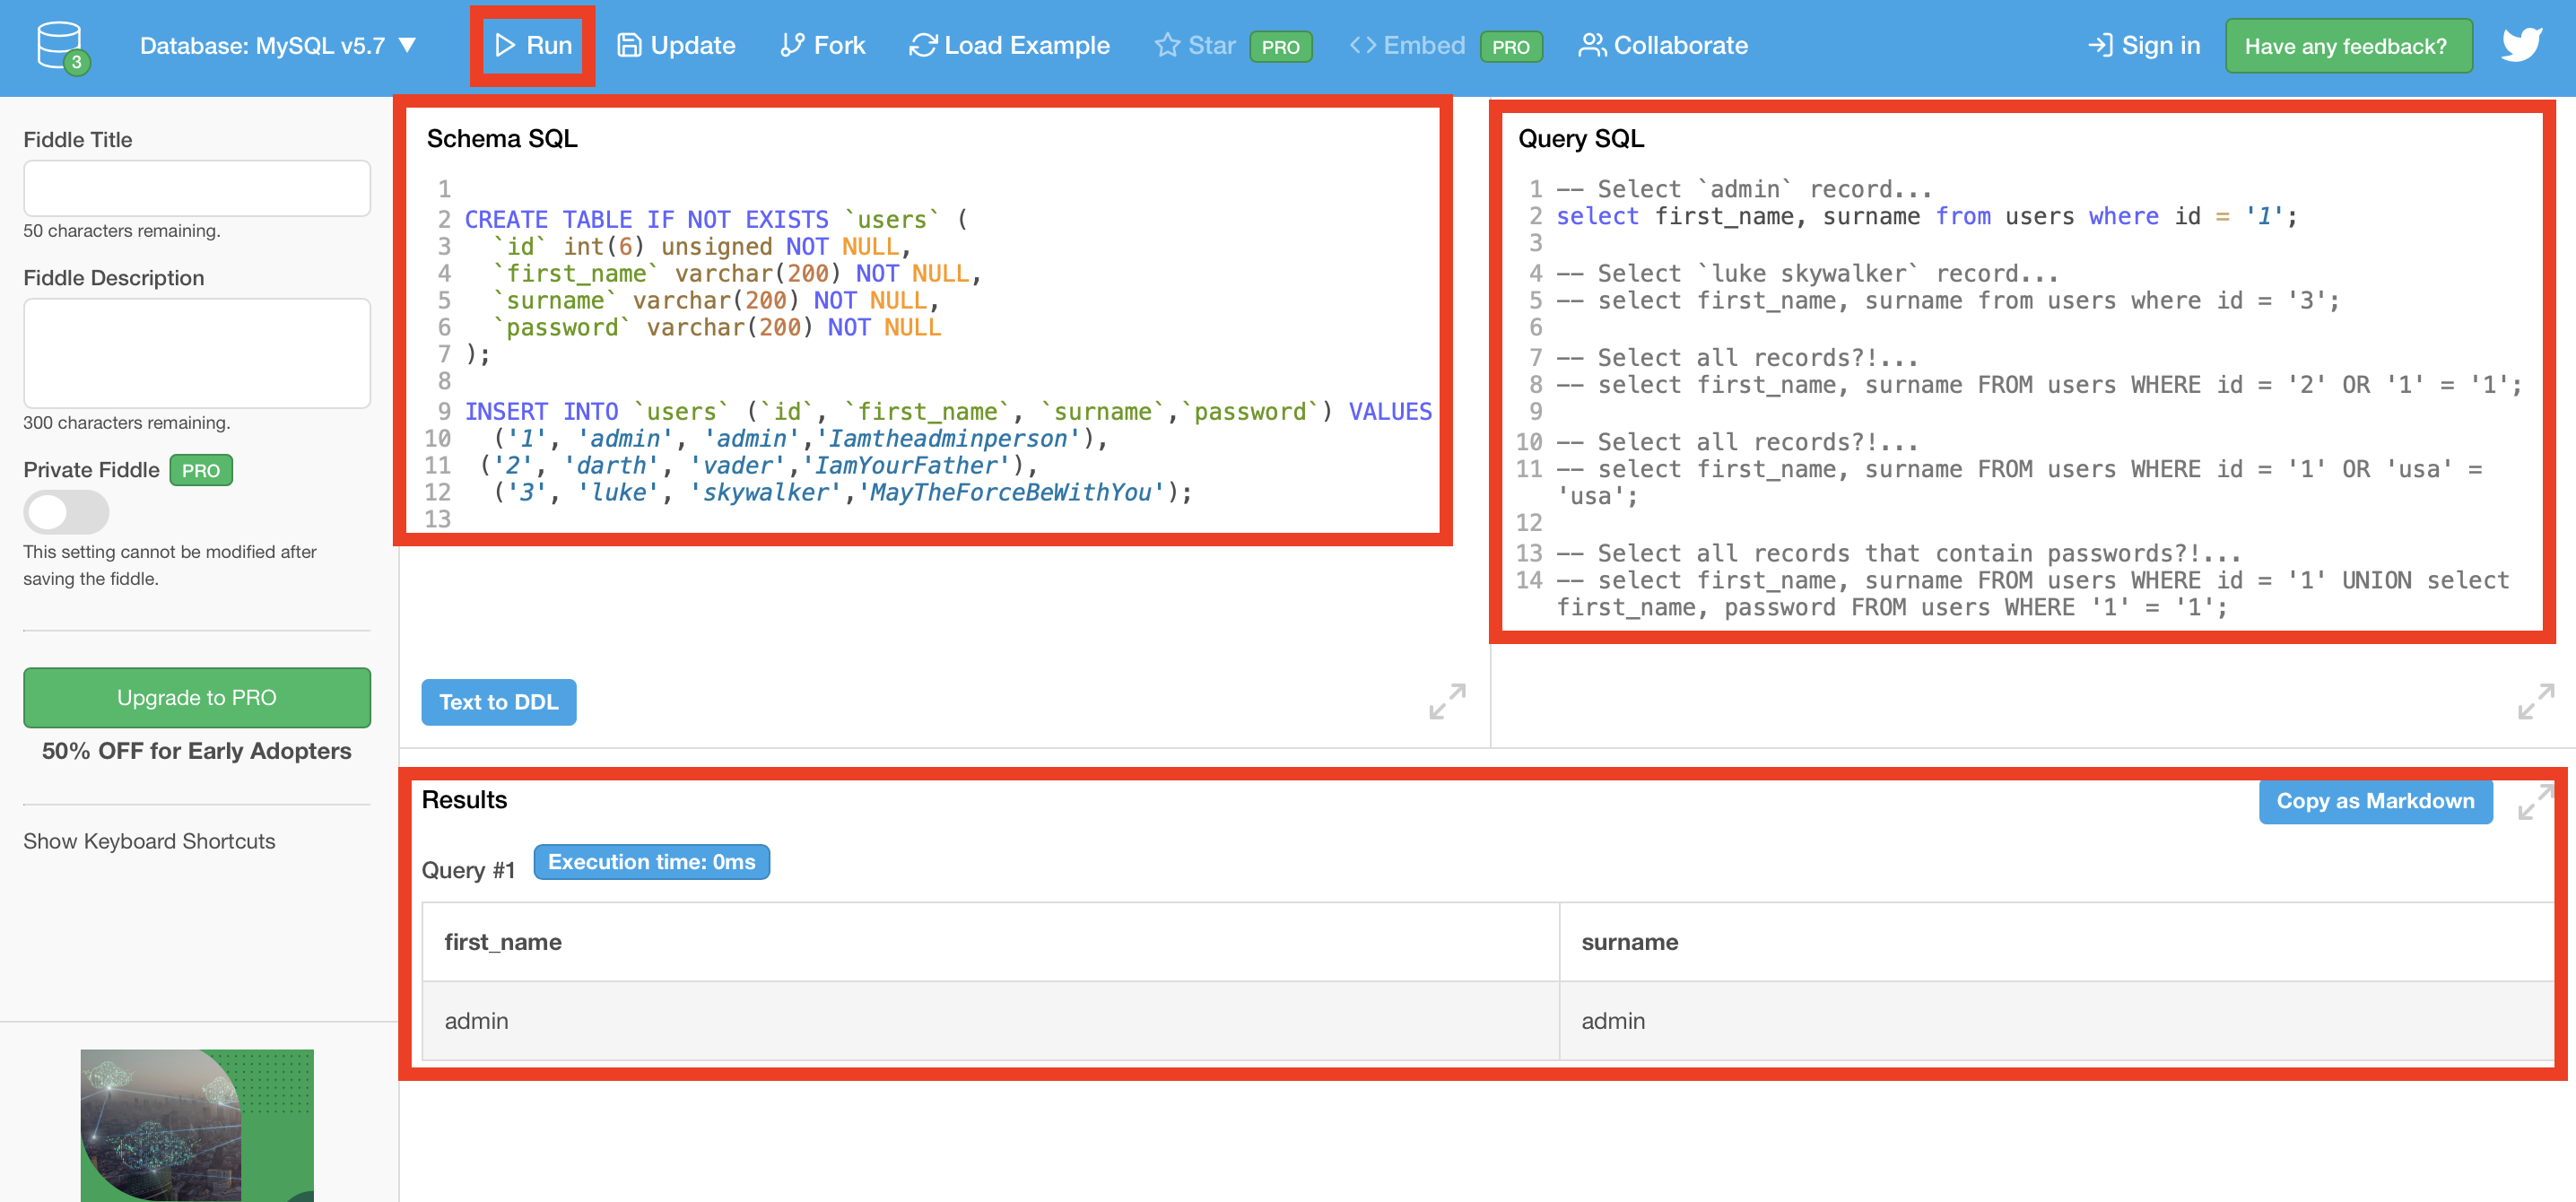 3
Database: MySQL v5.7 ▼
Run
Update
Fork
Load Example
Star PRO
Embed PRO
Collaborate
Sign in
Have any feedback?
Fiddle Title
50 characters remaining.
Fiddle Description
300 characters remaining.
Private Fiddle PRO
This setting cannot be modified after
saving the fiddle.
Upgrade to PRO
50% OFF for Early Adopters
Show Keyboard Shortcuts
Schema SQL
1
2 CREATE TABLE IF NOT EXISTS `users` (
3 `id` int(6) unsigned NOT NULL,
4 `first_name` varchar(200) NOT NULL,
5 `surname` varchar(200) NOT NULL,
6 `password` varchar(200) NOT NULL
7 );
8
9 INSERT INTO `users` (`id`, `first_name`, `surname`,`password`) VALUES
10 ('1', 'admin', 'admin','Iamtheadminperson'),
11 ('2', 'darth', 'vader','IamYourFather'),
12 ('3', 'luke', 'skywalker','MayTheForceBeWithYou');
13
Text to DDL
Query SQL
1 -- Select `admin` record...
2 select first_name, surname from users where id = '1';
3
4 -- Select `luke skywalker` record...
5 -- select first_name, surname from users where id = '3';
6
7 -- Select all records?!...
8 -- select first_name, surname FROM users WHERE id = '2' OR '1' = '1';
9
10 -- Select all records?!...
11 -- select first_name, surname FROM users WHERE id = '1' OR 'usa' =
'usa';
12
13 -- Select all records that contain passwords?!...
14 -- select first_name, surname FROM users WHERE id = '1' UNION select
first_name, password FROM users WHERE '1' = '1';
Results
Copy as Markdown
Query #1 Execution time: 0ms
first_name surname
admin admin